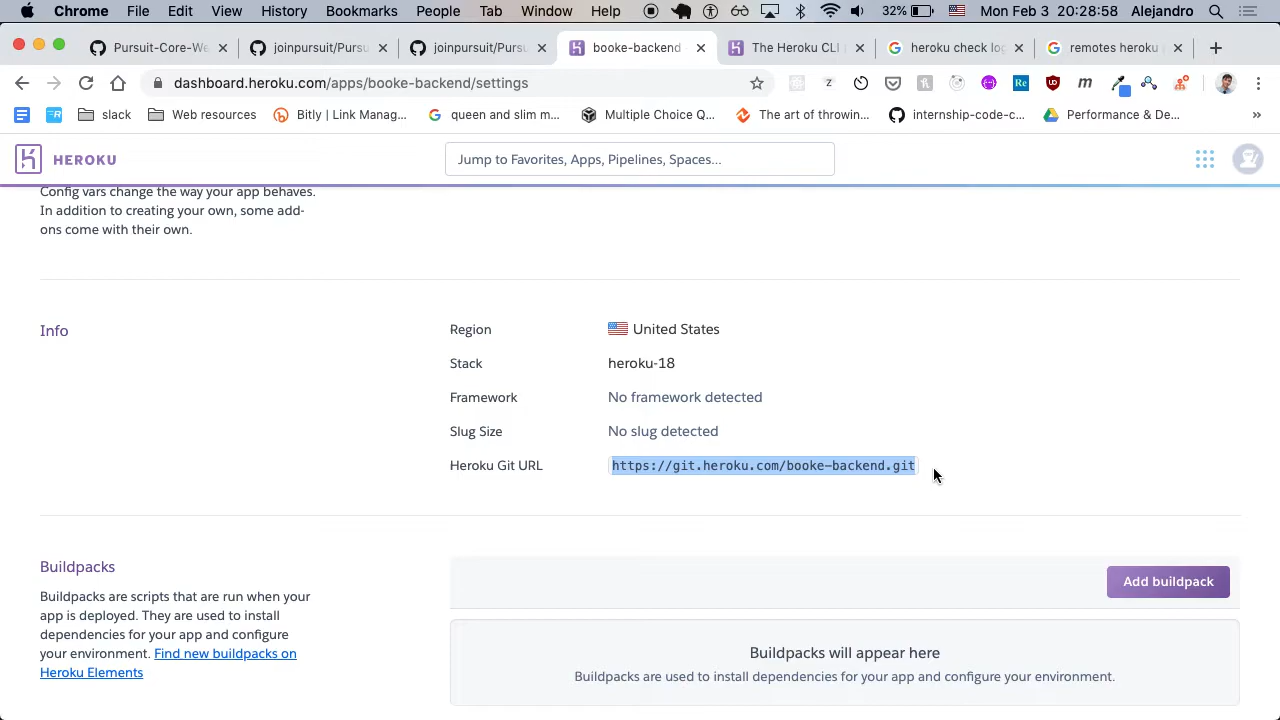 Chrome File Edit View History Bookmarks People Tab Window Help 32% Mon Feb 3 20:28:58 Alejandro
Pursuit-Core-We joinpursuit/Pursu joinpursuit/Pursu booke-backend The Heroku CLI heroku check log remotes heroku
dashboard.heroku.com/apps/booke-backend/settings
slack Web resources Bitly | Link Manag... queen and slim m... Multiple Choice Q... The art of throwin... internship-code-c... Performance & De...
HEROKU
Jump to Favorites, Apps, Pipelines, Spaces...
Config vars change the way your app behaves.
In addition to creating your own, some add-
ons come with their own.
Info
Region United States
Stack heroku-18
Framework No framework detected
Slug Size No slug detected
Heroku Git URL https://git.heroku.com/booke-backend.git
Buildpacks
Buildpacks are scripts that are run when your
app is deployed. They are used to install
dependencies for your app and configure
your environment. Find new buildpacks on
Heroku Elements
Add buildpack
Buildpacks will appear here
Buildpacks are used to install dependencies for your app and configure your environment.